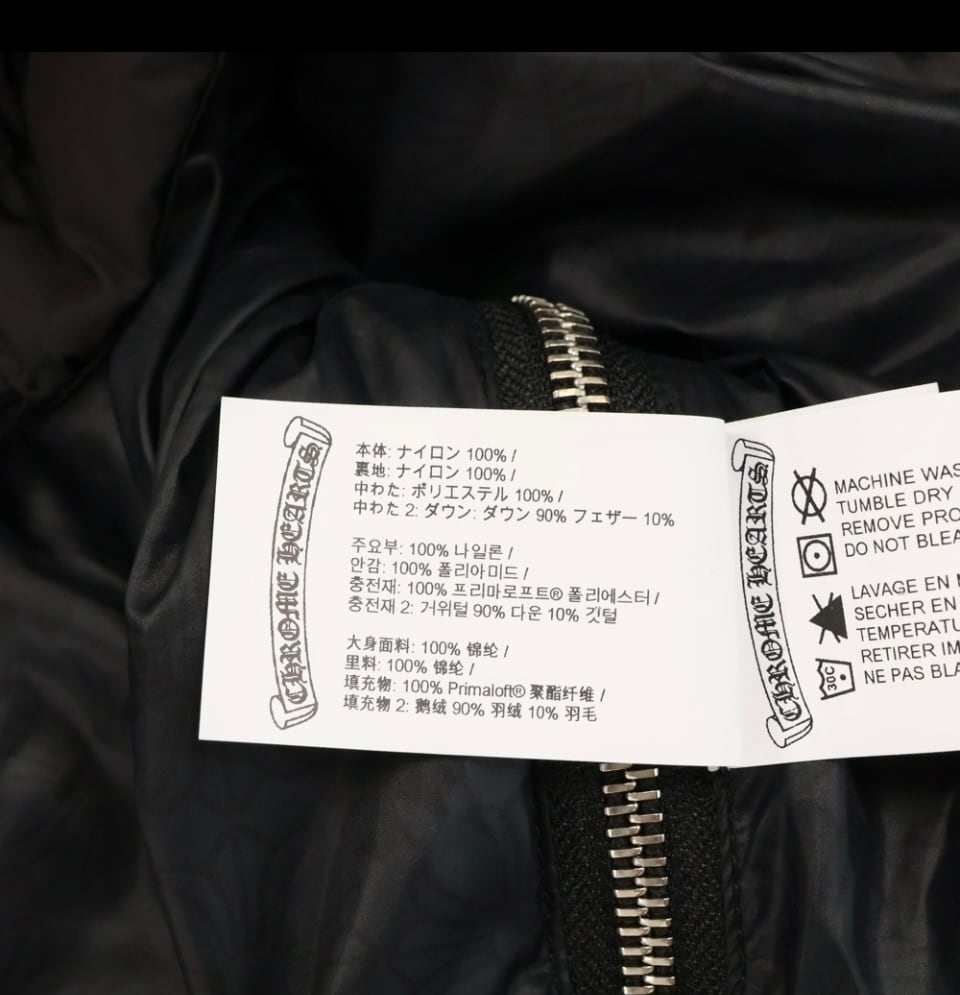 CHROME HEARTS
本体: ナイロン 100% /
裏地: ナイロン 100% /
中わた: ポリエステル 100% /
中わた 2: ダウン: ダウン 90% フェザー 10%
주요부: 100% 나일론 /
안감: 100% 폴리아미드 /
충전재: 100% 프리마로프트® 폴리에스터 /
충전재 2: 거위털 90% 다운 10% 깃털
大身面料: 100% 锦纶 /
里料: 100% 锦纶 /
填充物: 100% Primaloft® 聚酯纤维 /
填充物 2: 鹅绒 90% 羽绒 10% 羽毛
CHROME HEARTS
MACHINE WAS
TUMBLE DRY
REMOVE PRO
DO NOT BLEA
LAVAGE EN M
SECHER EN
TEMPERATU
RETIRER IM
NE PAS BLA
30C